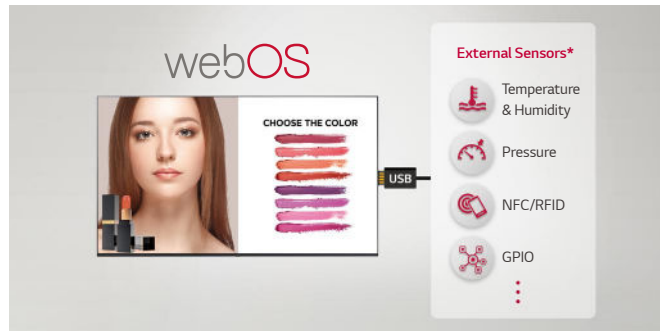 webOS
External Sensors*
CHOOSE THE COLOR
USB
Temperature
& Humidity
Pressure
NFC/RFID
GPIO